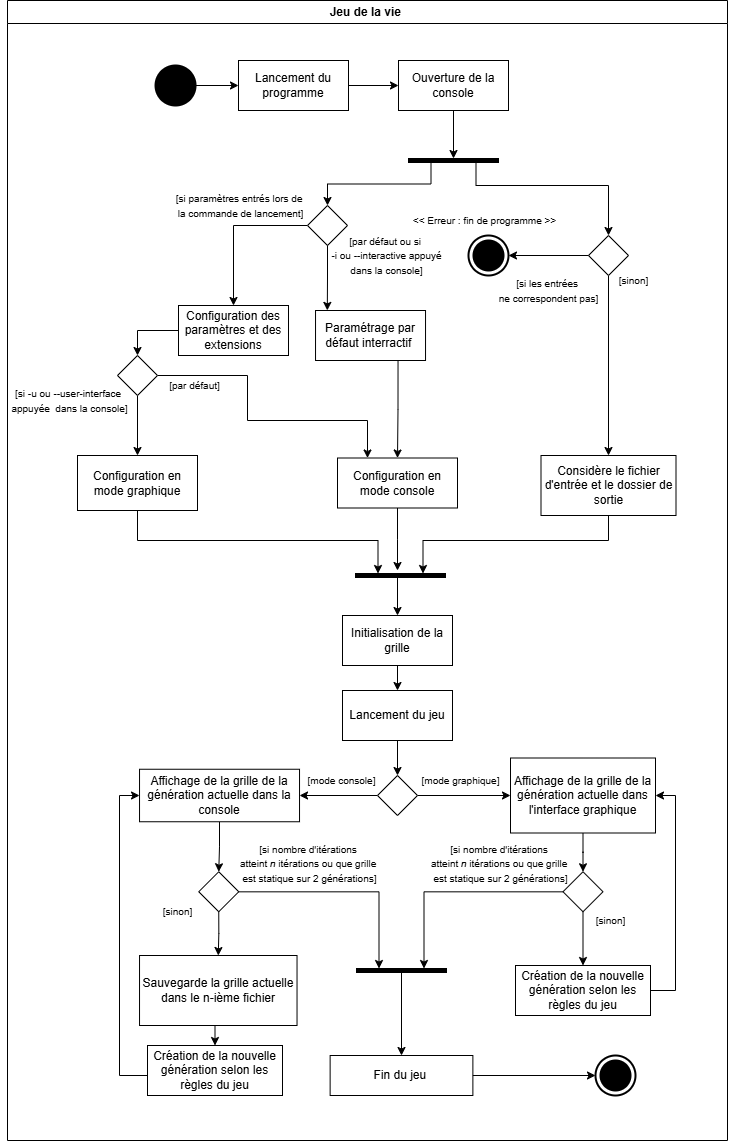 Jeu de la vie
Lancement du
programme
Ouverture de la
console
[si paramètres entrés lors de
la commande de lancement]
<< Erreur : fin de programme >>
[par défaut ou si
-i ou --interactive appuyé
dans la console]
[si les entrées
ne correspondent pas]
[sinon]
Configuration des
paramètres et des
extensions
Paramétrage par
défaut interractif
[si -u ou --user-interface
appuyée dans la console]
[par défaut]
Configuration en
mode graphique
Configuration en
mode console
Considère le fichier
d'entrée et le dossier de
sortie
Initialisation de la
grille
Lancement du jeu
Affichage de la grille de la
génération actuelle dans la
console
[mode console]
[mode graphique]
Affichage de la grille de la
génération actuelle dans
l'interface graphique
[si nombre d'itérations
atteint n itérations ou que grille
est statique sur 2 générations]
[si nombre d'itérations
atteint n itérations ou que grille
est statique sur 2 générations]
[sinon]
[sinon]
Sauvegarde la grille actuelle
dans le n-ième fichier
Création de la nouvelle
génération selon les
règles du jeu
Création de la nouvelle
génération selon les
règles du jeu
Fin du jeu